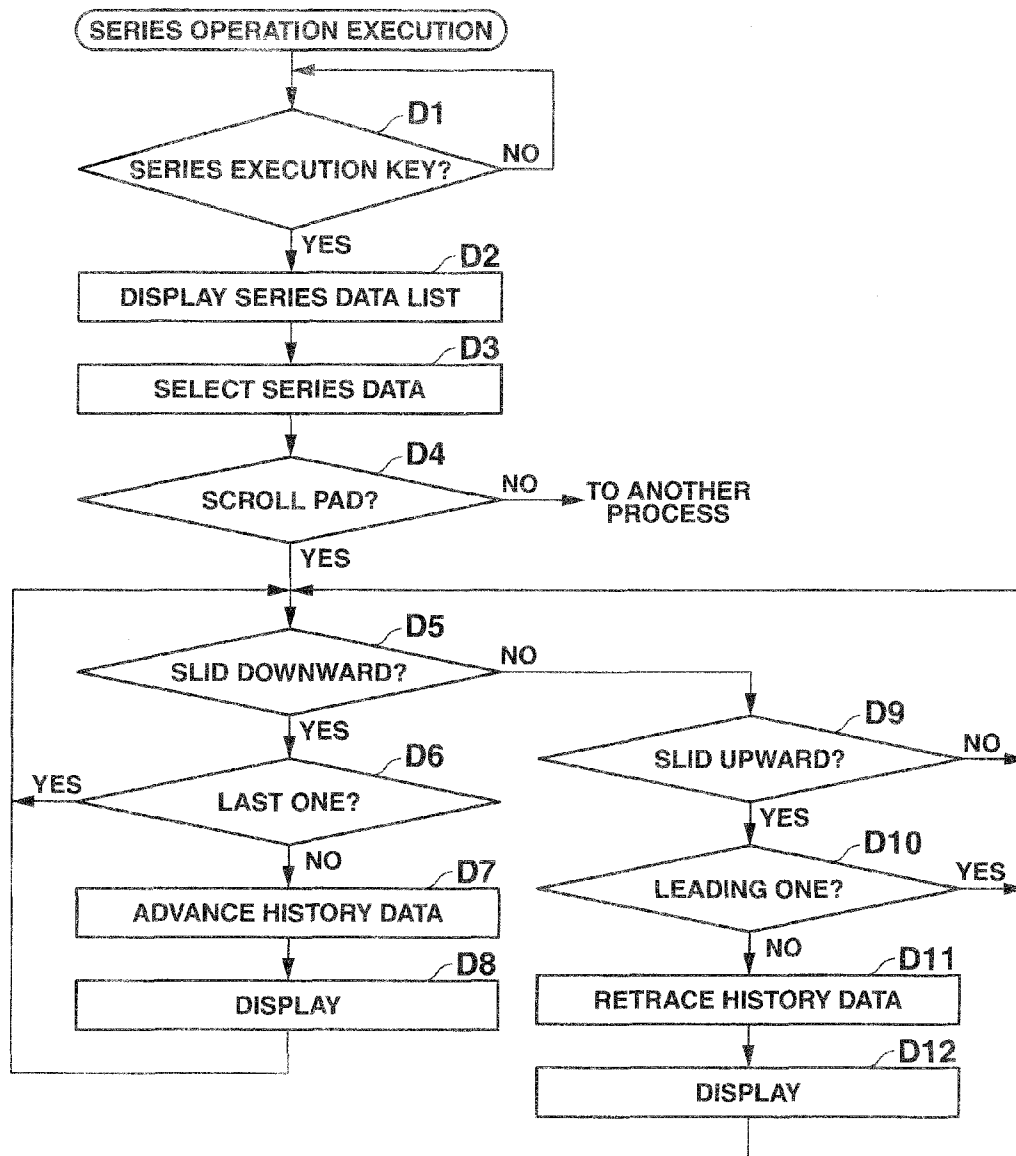 SERIES OPERATION EXECUTION
D1
SERIES EXECUTION KEY?
NO
YES
D2
DISPLAY SERIES DATA LIST
D3
SELECT SERIES DATA
D4
SCROLL PAD?
NO
TO ANOTHER
PROCESS
YES
D5
SLID DOWNWARD?
NO
YES
D9
SLID UPWARD?
NO
YES
D6
YES
LAST ONE?
NO
D10
LEADING ONE?
YES
NO
D7
ADVANCE HISTORY DATA
D8
DISPLAY
D11
RETRACE HISTORY DATA
D12
DISPLAY